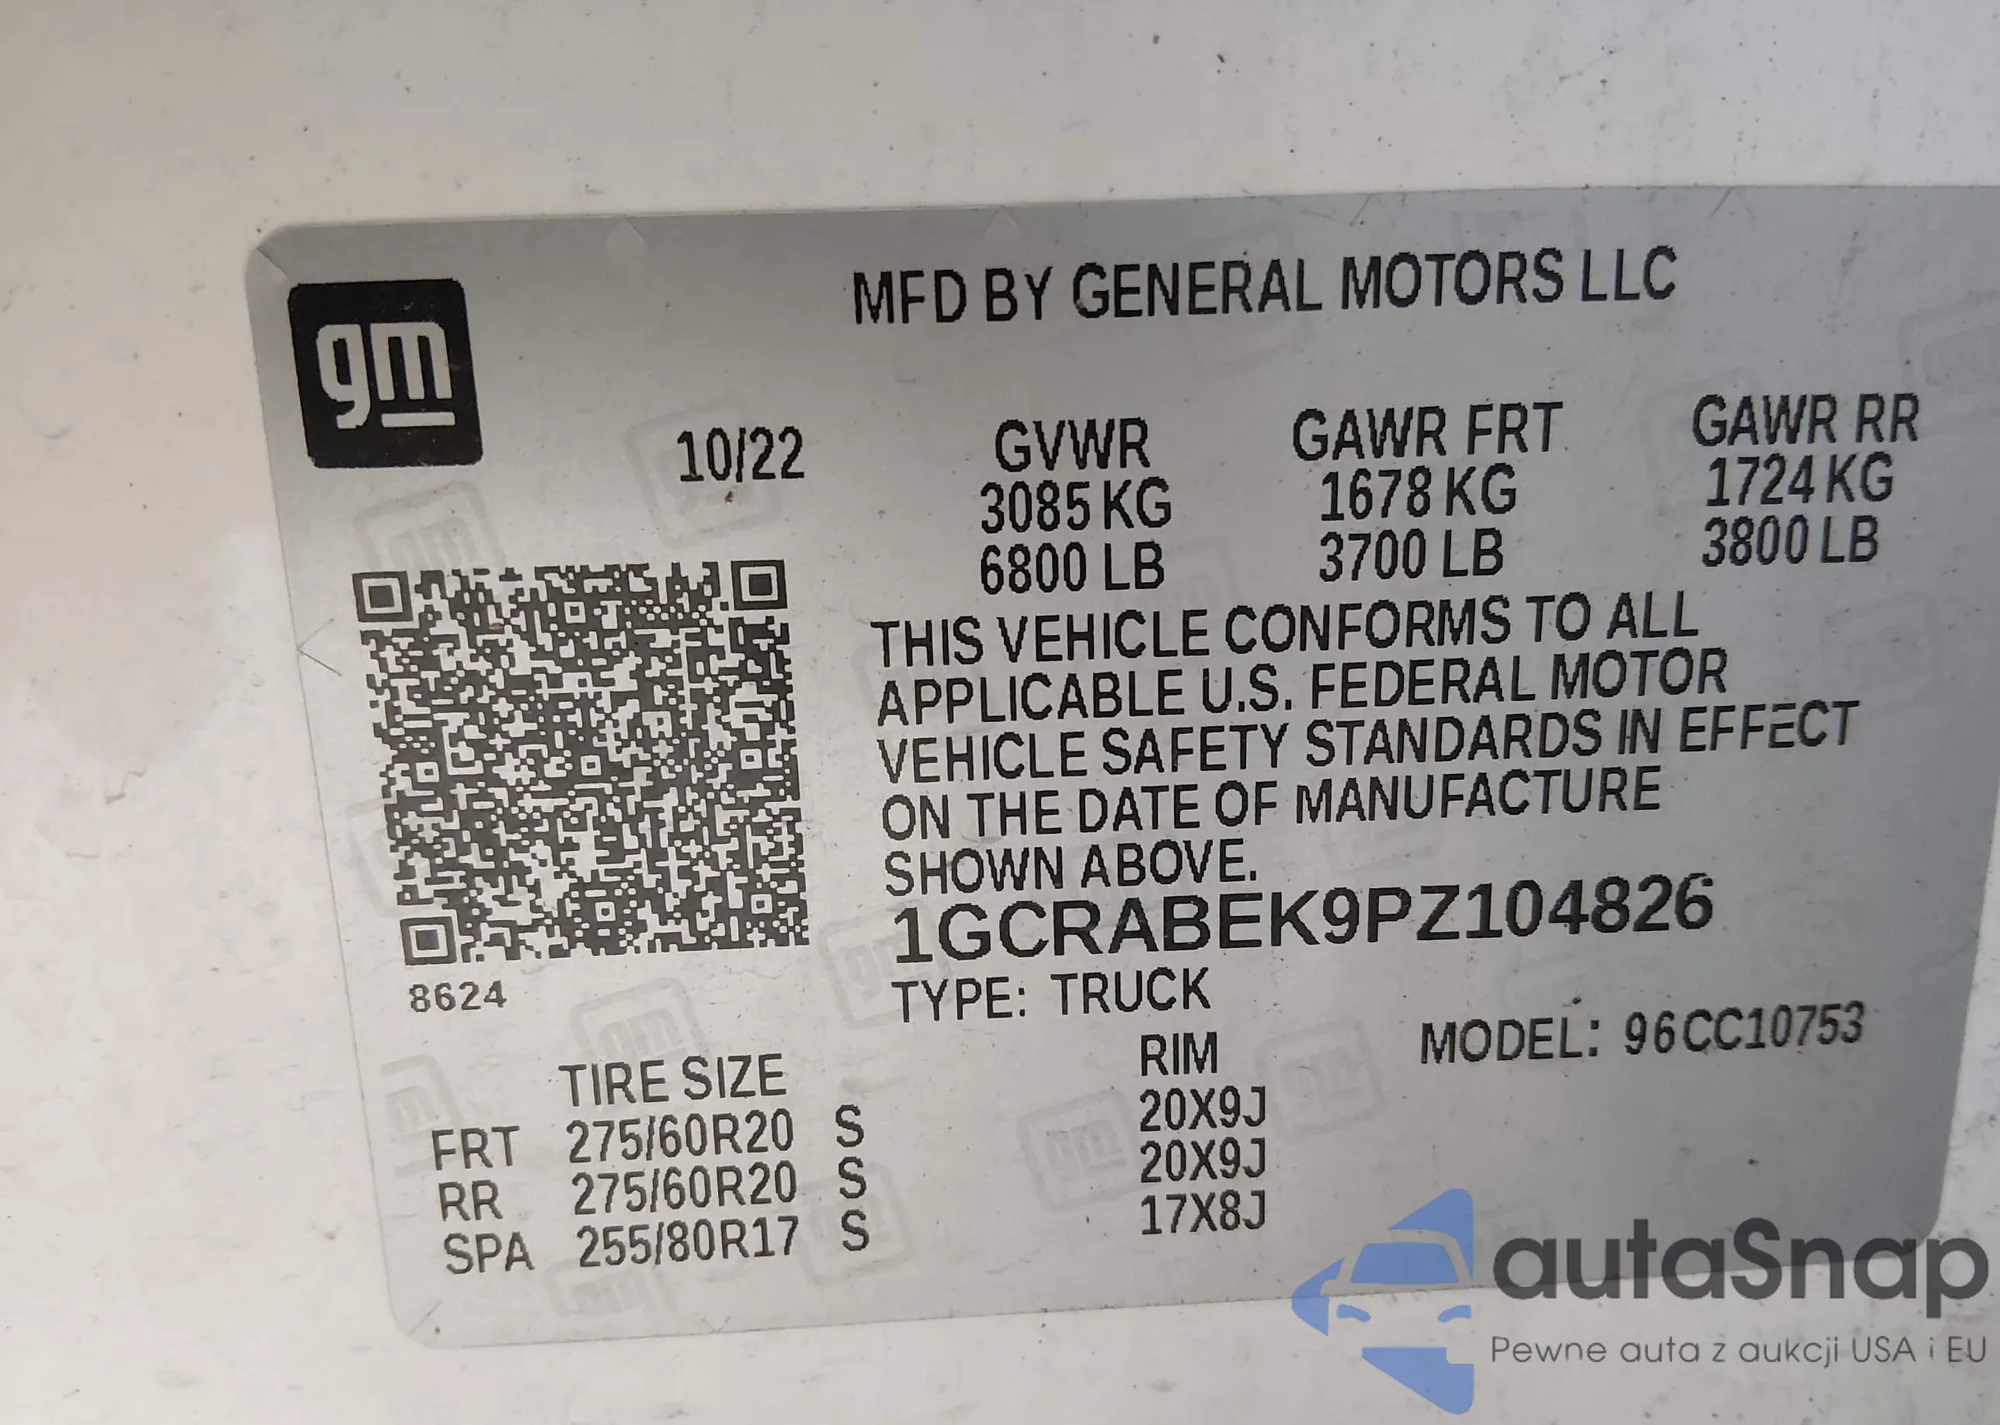 gm
MFD BY GENERAL MOTORS LLC
10/22
GVWR GAWR FRT GAWR RR
3085 KG 1678 KG 1724 KG
6800 LB 3700 LB 3800 LB
THIS VEHICLE CONFORMS TO ALL
APPLICABLE U.S. FEDERAL MOTOR
VEHICLE SAFETY STANDARDS IN EFFECT
ON THE DATE OF MANUFACTURE
SHOWN ABOVE.
1GCRABEK9PZ104826
8624
TYPE: TRUCK
MODEL: 96CC10753
TIRE SIZE RIM
FRT 275/60R20 S 20X9J
RR 275/60R20 S 20X9J
SPA 255/80R17 S 17X8J
autaSnap
Pewne auta z aukcji USA i EU